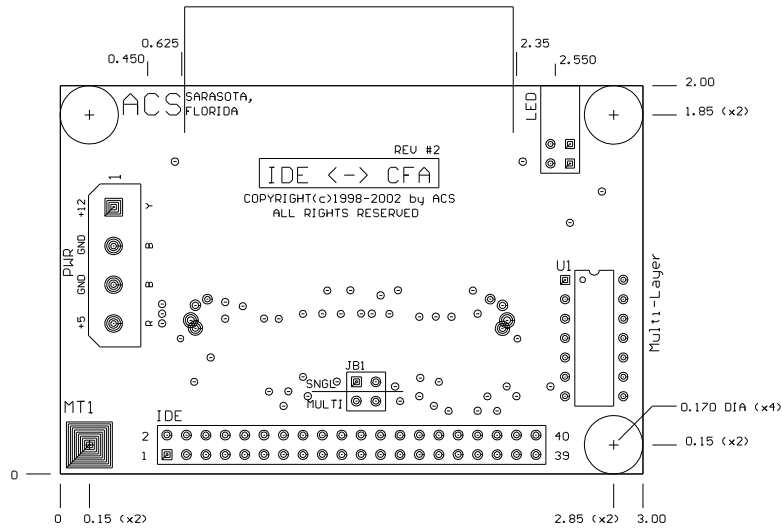 0.625
2.35
0.450
2.550
2.00
ACS
SARASOTA,
FLORIDA
LED
1.85 (x2)
REV #2
IDE <-> CFA
COPYRIGHT(c)1998-2002 by ACS
ALL RIGHTS RESERVED
1
+12
Y
GND
B
PWR
GND
B
+5
R
U1
Multi-Layer
JB1
SNGL
MULTI
MT1
IDE
2
40
1
39
0.170 DIA (x4)
0.15 (x2)
0
0
0.15 (x2)
2.85 (x2)
3.00